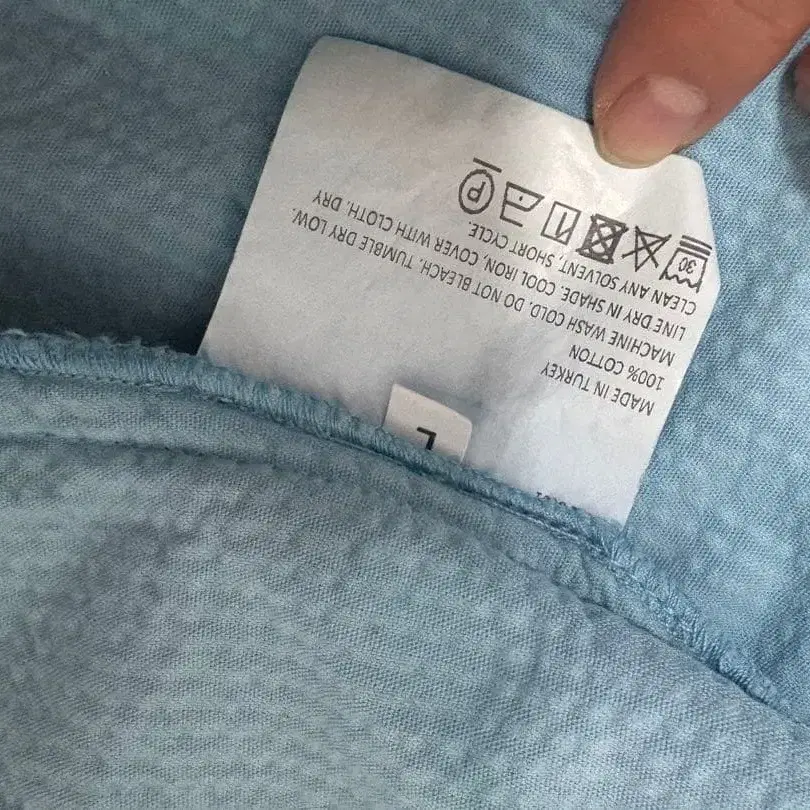 MADE IN TURKEY
100% COTTON
MACHINE WASH COLD. DO NOT BLEACH. TUMBLE DRY LOW.
LINE DRY IN SHADE. COOL IRON, COVER WITH CLOTH. DRY
CLEAN ANY SOLVENT, SHORT CYCLE.
30
P
L